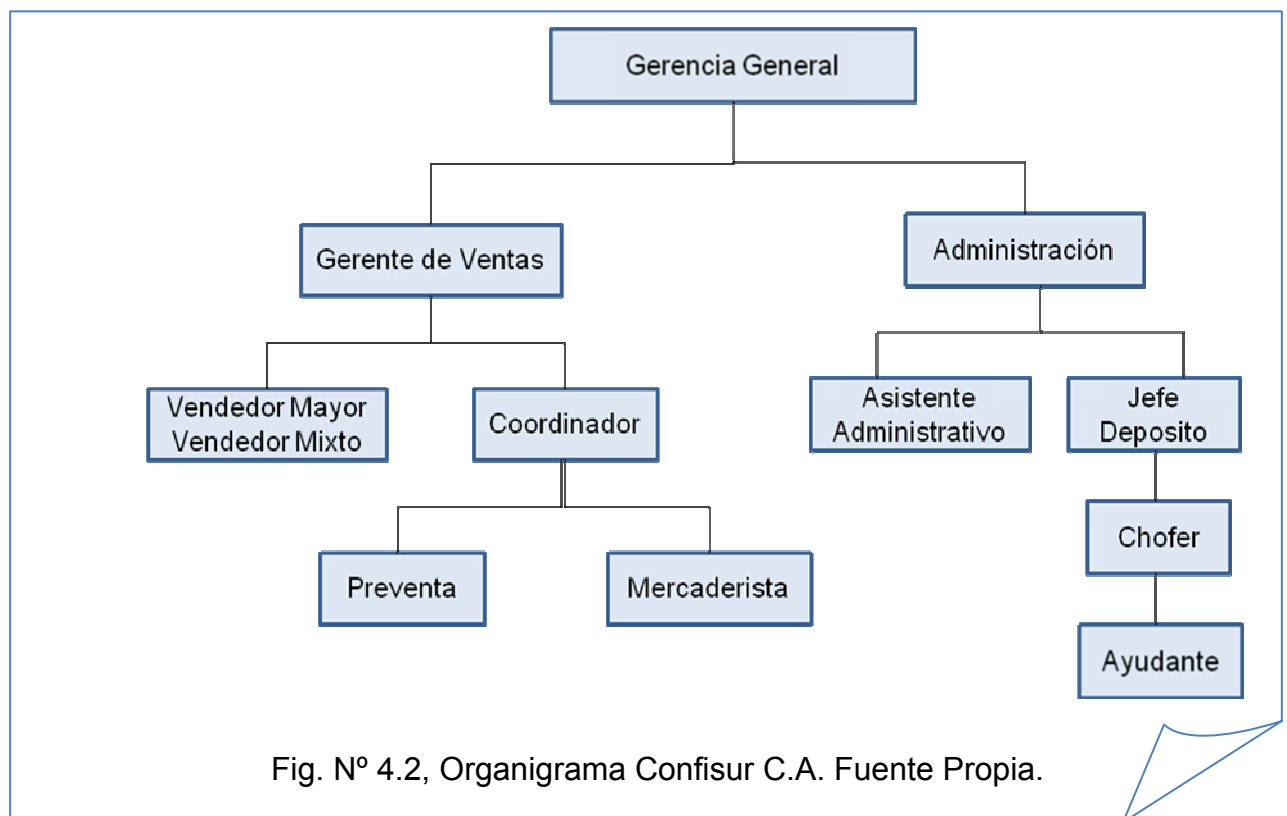 Gerencia General
Gerente de Ventas
Administración
Vendedor Mayor
Vendedor Mixto
Coordinador
Asistente
Administrativo
Jefe
Deposito
Preventa
Mercaderista
Chofer
Ayudante
Fig. Nº 4.2, Organigrama Confisur C.A. Fuente Propia.